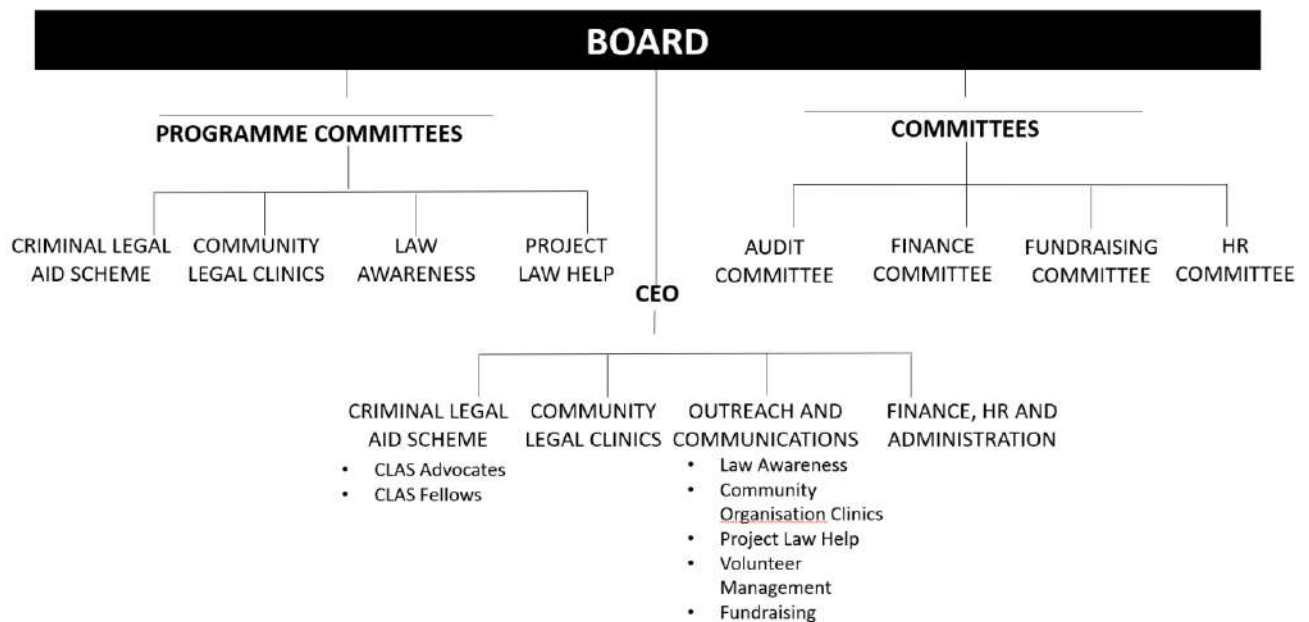 BOARD
PROGRAMME COMMITTEES
COMMITTEES
CRIMINAL LEGAL
AID SCHEME
COMMUNITY
LEGAL CLINICS
LAW
AWARENESS
PROJECT
LAW HELP
AUDIT
COMMITTEE
FINANCE
COMMITTEE
FUNDRAISING
COMMITTEE
HR
COMMITTEE
CEO
CRIMINAL LEGAL
AID SCHEME
• CLAS Advocates
• CLAS Fellows
COMMUNITY
LEGAL CLINICS
OUTREACH AND
COMMUNICATIONS
• Law Awareness
• Community
Organisation Clinics
• Project Law Help
• Volunteer
Management
• Fundraising
FINANCE, HR AND
ADMINISTRATION